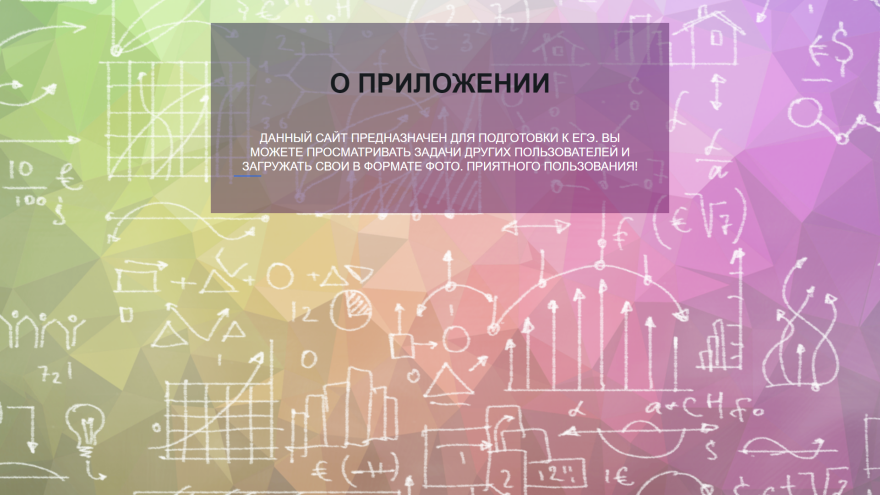 О ПРИЛОЖЕНИИ
ДАННЫЙ САЙТ ПРЕДНАЗНАЧЕН ДЛЯ ПОДГОТОВКИ К ЕГЭ. ВЫ
МОЖЕТЕ ПРОСМАТРИВАТЬ ЗАДАЧИ ДРУГИХ ПОЛЬЗОВАТЕЛЕЙ И
ЗАГРУЖАТЬ СВОИ В ФОРМАТЕ ФОТО. ПРИЯТНОГО ПОЛЬЗОВАНИЯ!